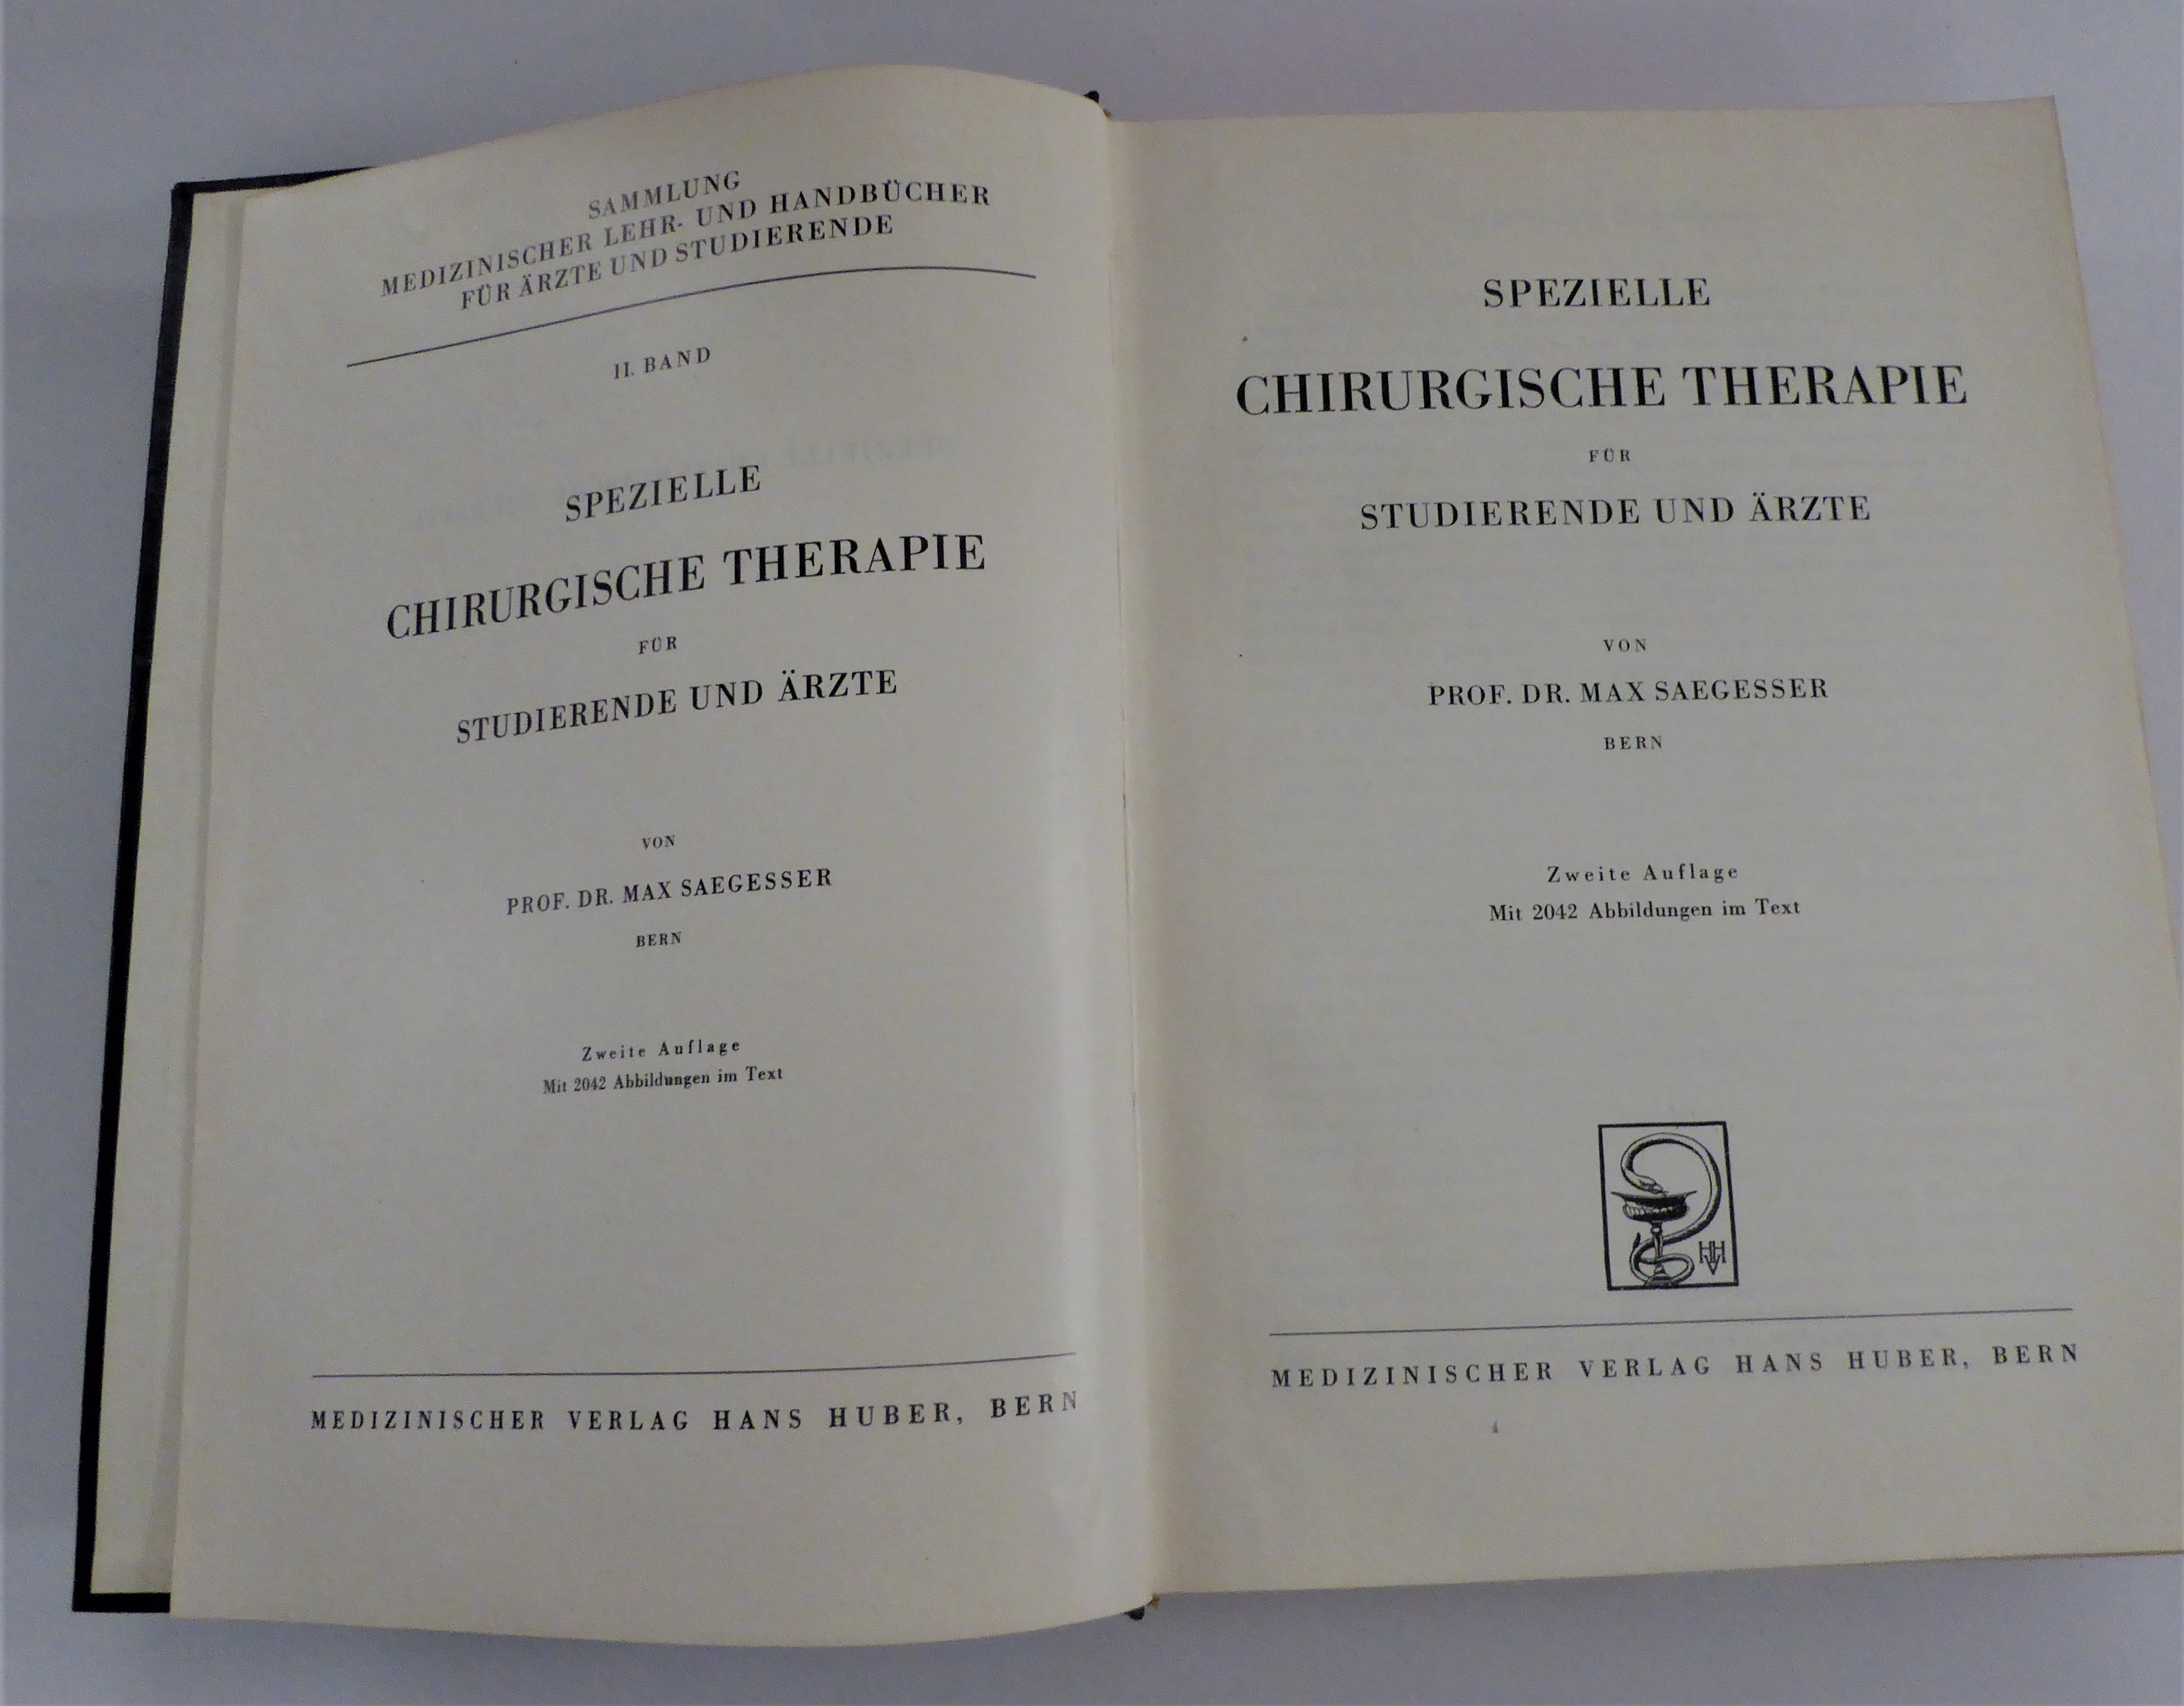 SAMMLUNG
MEDIZINISCHER LEHR- UND HANDBÜCHER
FÜR ÄRZTE UND STUDIERENDE
II. BAND
SPEZIELLE
CHIRURGISCHE THERAPIE
FÜR
STUDIERENDE UND ÄRZTE
VON
PROF. DR. MAX SAEGESSER
BERN
Zweite Auflage
Mit 2042 Abbildungen im Text
MEDIZINISCHER VERLAG HANS HUBER, BERN
SPEZIELLE
CHIRURGISCHE THERAPIE
FÜR
STUDIERENDE UND ÄRZTE
VON
PROF. DR. MAX SAEGESSER
BERN
Zweite Auflage
Mit 2042 Abbildungen im Text
MEDIZINISCHER VERLAG HANS HUBER, BERN